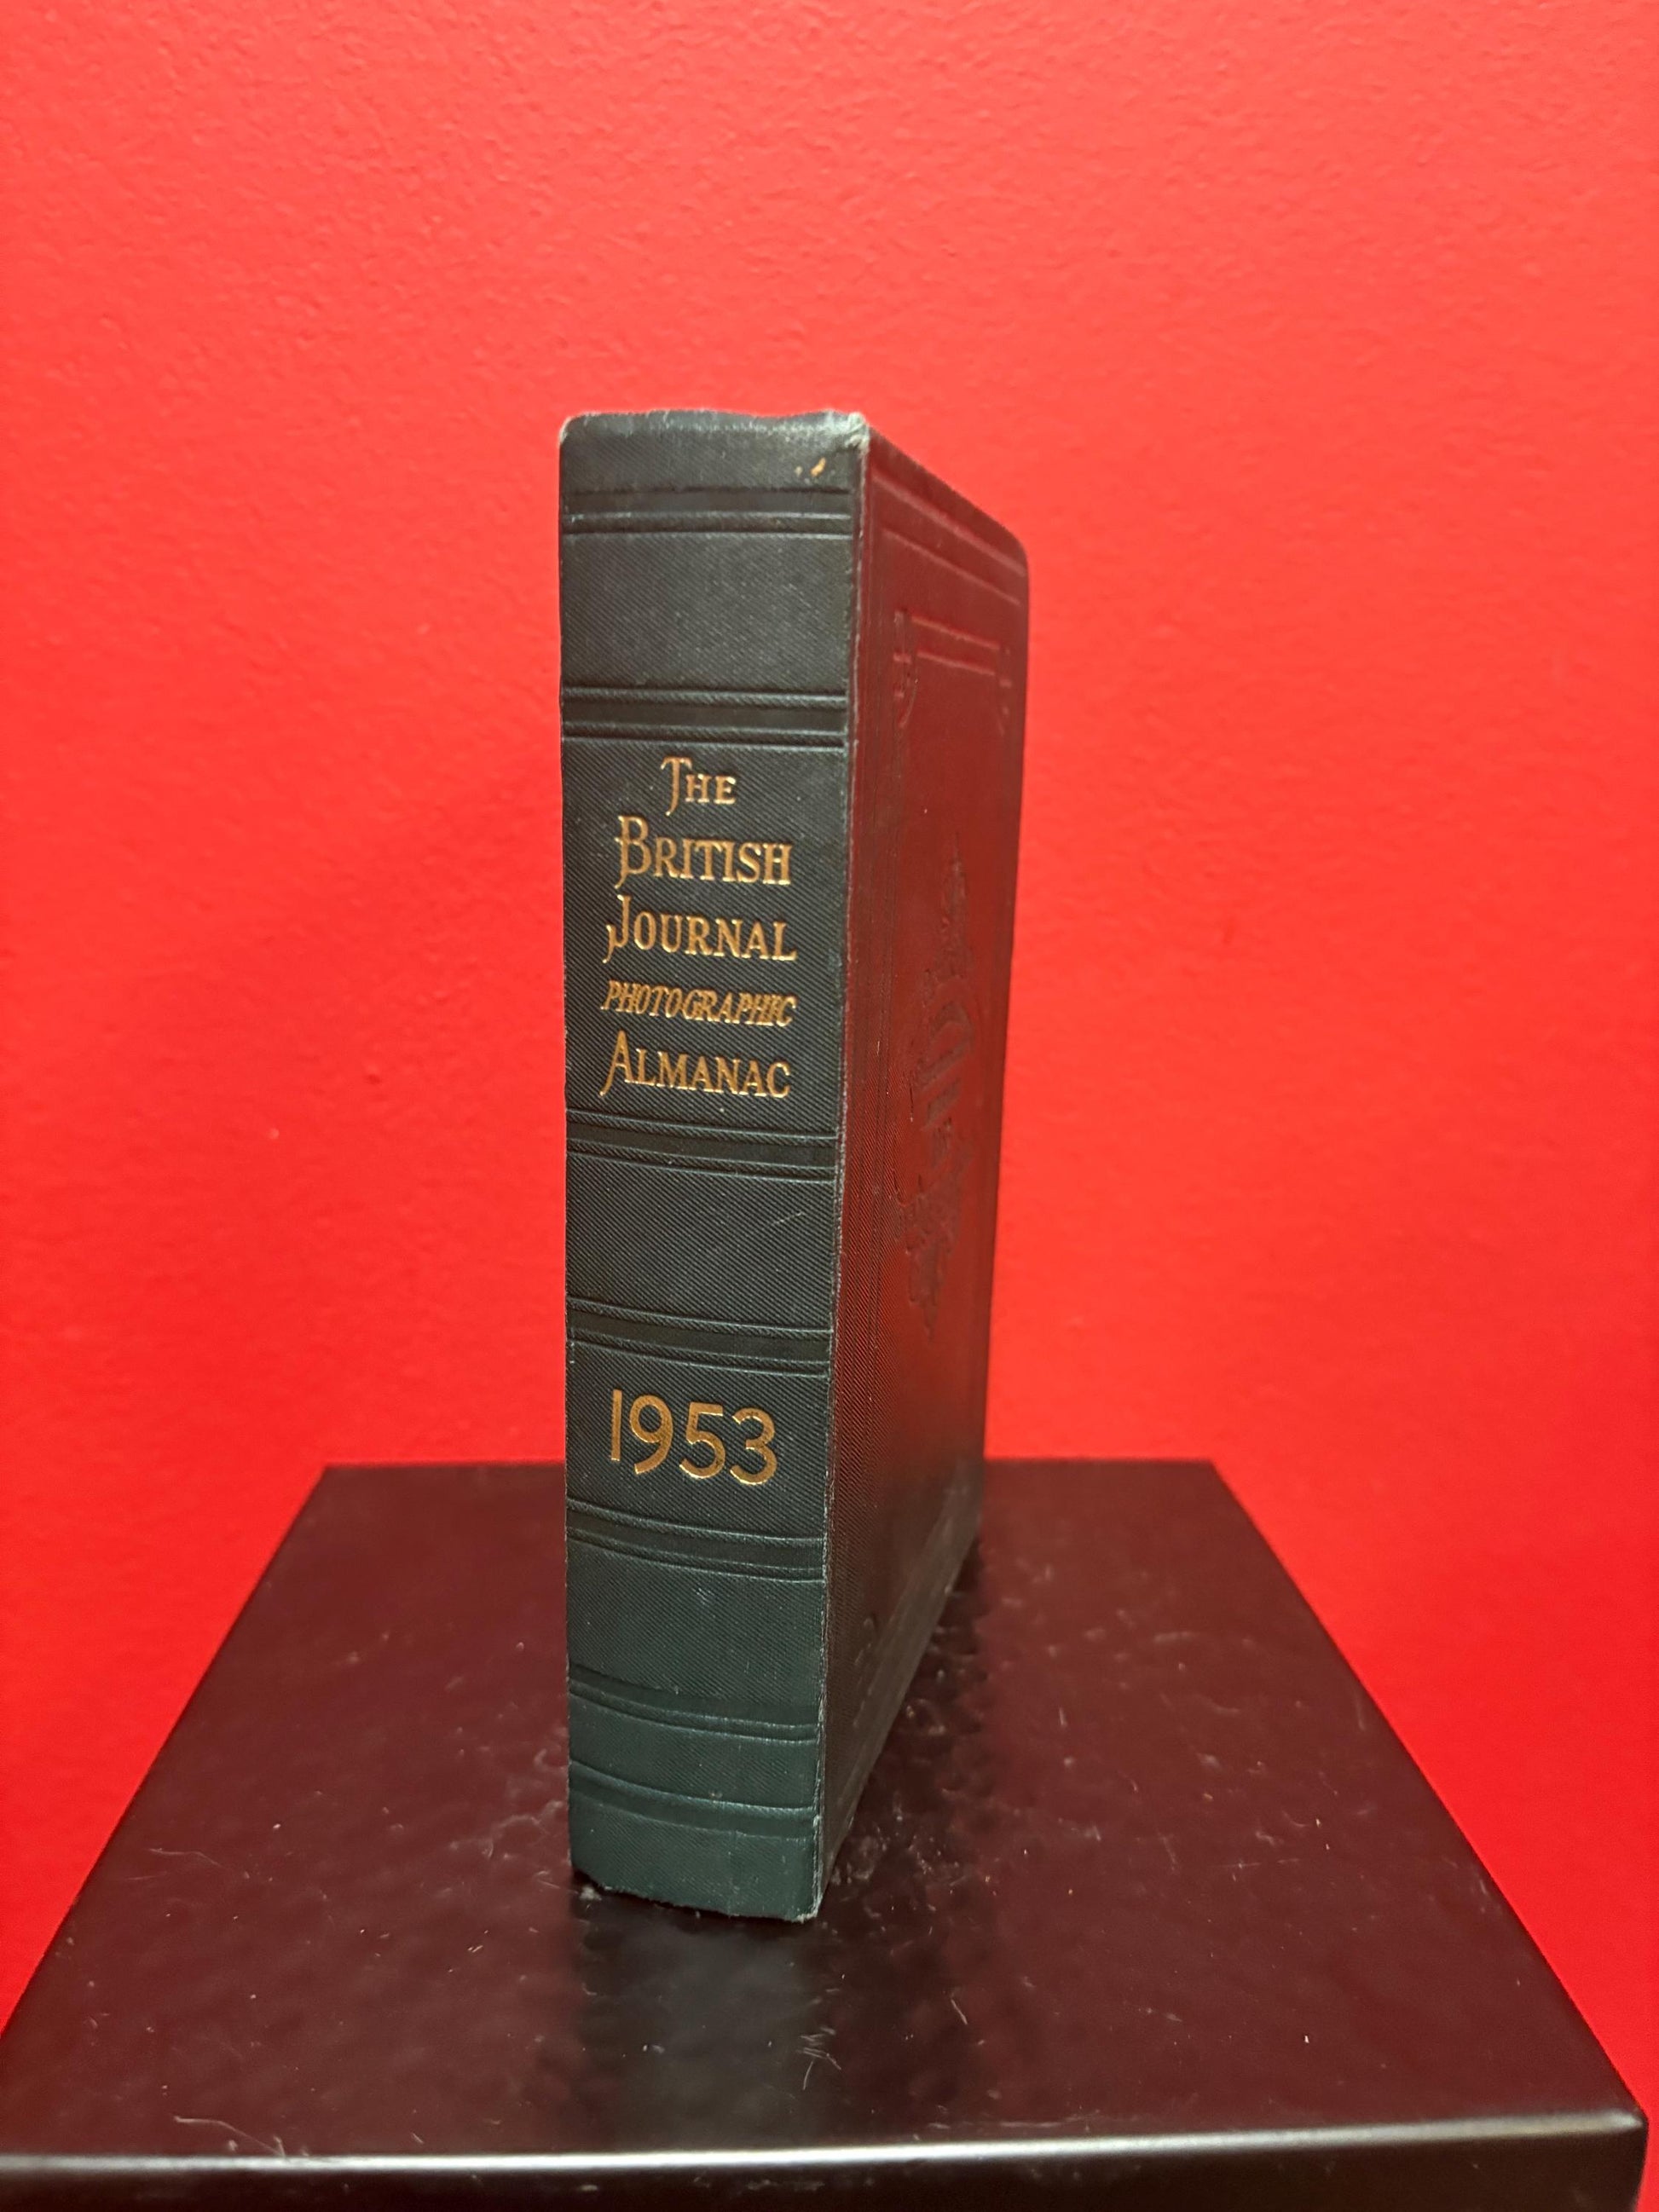 THE
BRITISH
JOURNAL
PHOTOGRAPHIC
ALMANAC
1953